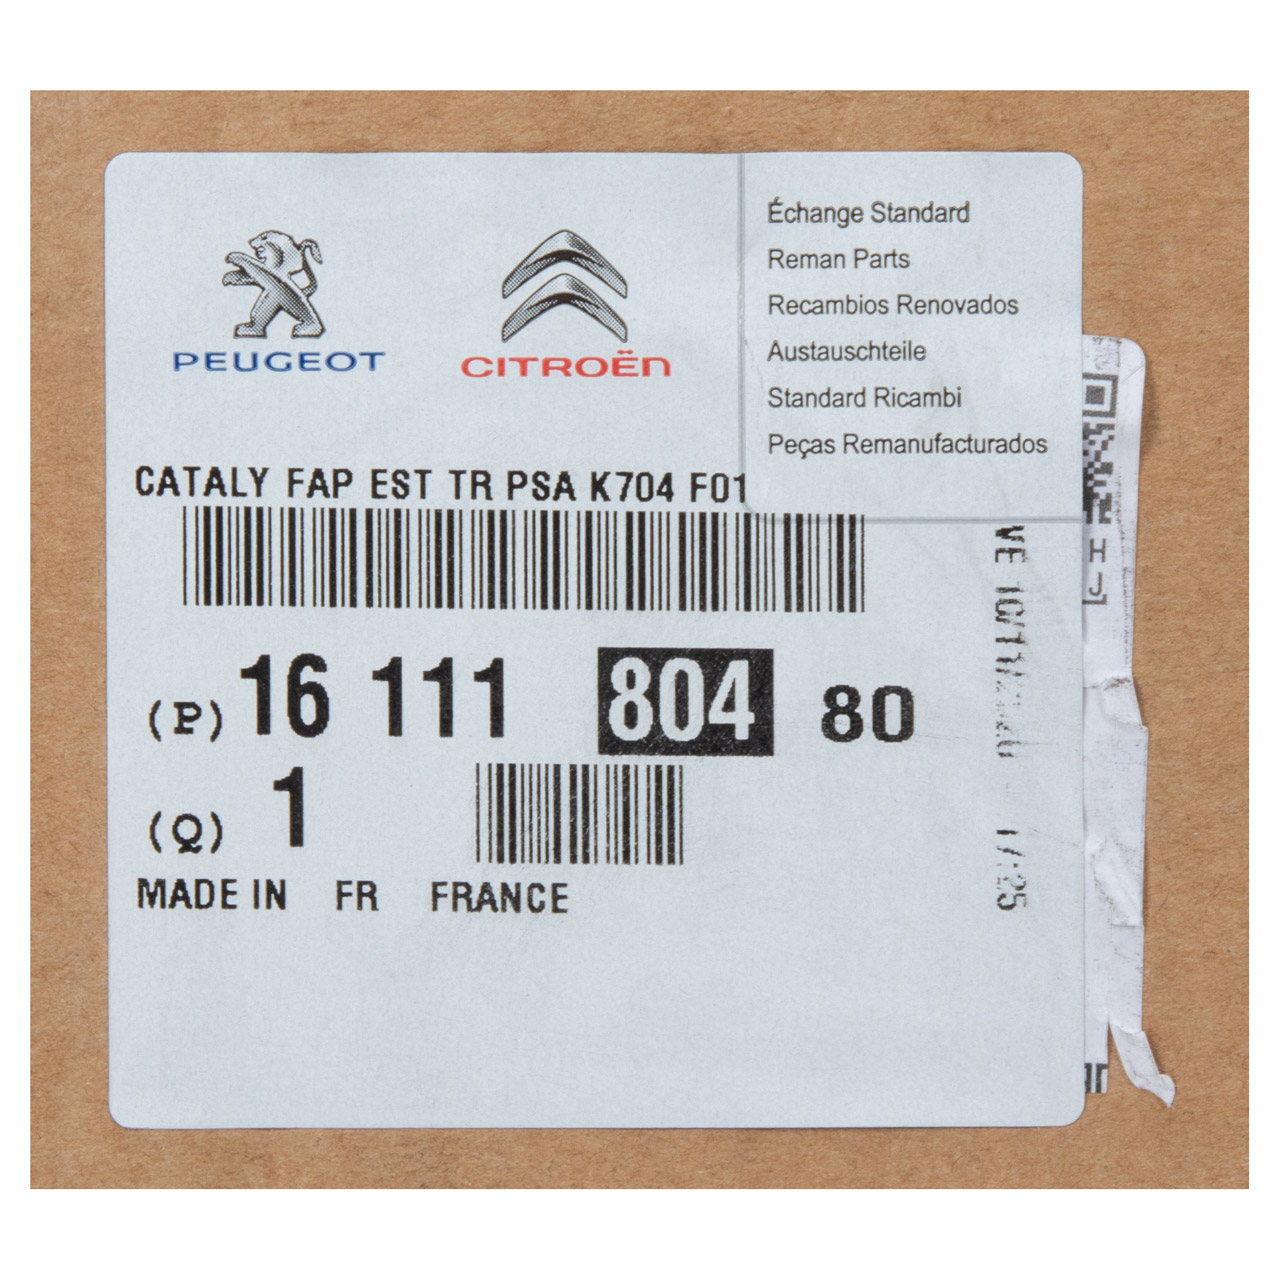 PEUGEOT
CITROËN
Échange Standard
Reman Parts
Recambios Renovados
Austauschteile
Standard Ricambi
Peças Remanufacturados
CATALY FAP EST TR PSA K704 F01
(P) 16 111 804 80
(Q) 1
MADE IN FR FRANCE
VE
H
J